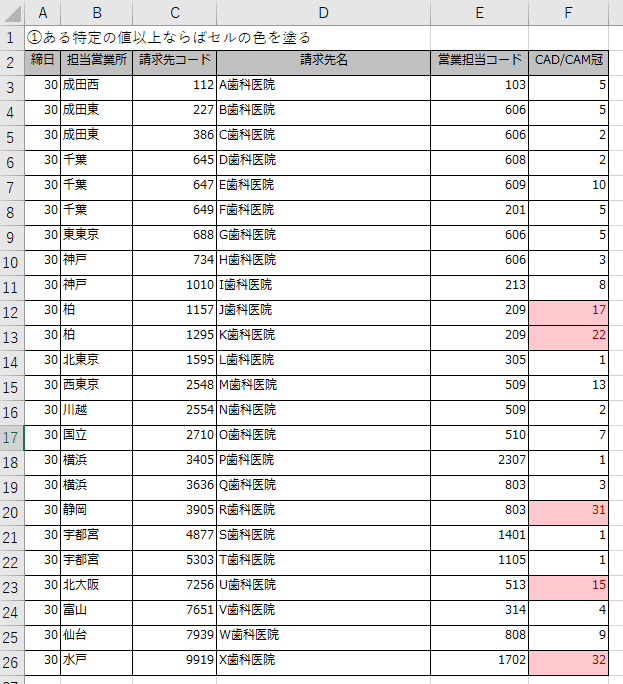 A B C D E F
1 ①ある特定の値以上ならばセルの色を塗る
2 締日 担当営業所 請求先コード 請求先名 営業担当コード CAD/CAM冠
3 30 成田西 112 A歯科医院 103 5
4 30 成田東 227 B歯科医院 606 5
5 30 成田東 386 C歯科医院 606 2
6 30 千葉 645 D歯科医院 608 2
7 30 千葉 647 E歯科医院 609 10
8 30 千葉 649 F歯科医院 201 5
9 30 東東京 688 G歯科医院 606 5
10 30 神戸 734 H歯科医院 606 3
11 30 神戸 1010 I歯科医院 213 8
12 30 柏 1157 J歯科医院 209 17
13 30 柏 1295 K歯科医院 209 22
14 30 北東京 1595 L歯科医院 305 1
15 30 西東京 2548 M歯科医院 509 13
16 30 川越 2554 N歯科医院 509 2
17 30 国立 2710 O歯科医院 510 7
18 30 横浜 3405 P歯科医院 2307 1
19 30 横浜 3636 Q歯科医院 803 3
20 30 静岡 3905 R歯科医院 803 31
21 30 宇都宮 4877 S歯科医院 1401 1
22 30 宇都宮 5303 T歯科医院 1105 1
23 30 北大阪 7256 U歯科医院 513 15
24 30 富山 7651 V歯科医院 314 4
25 30 仙台 7939 W歯科医院 808 9
26 30 水戸 9919 X歯科医院 1702 32